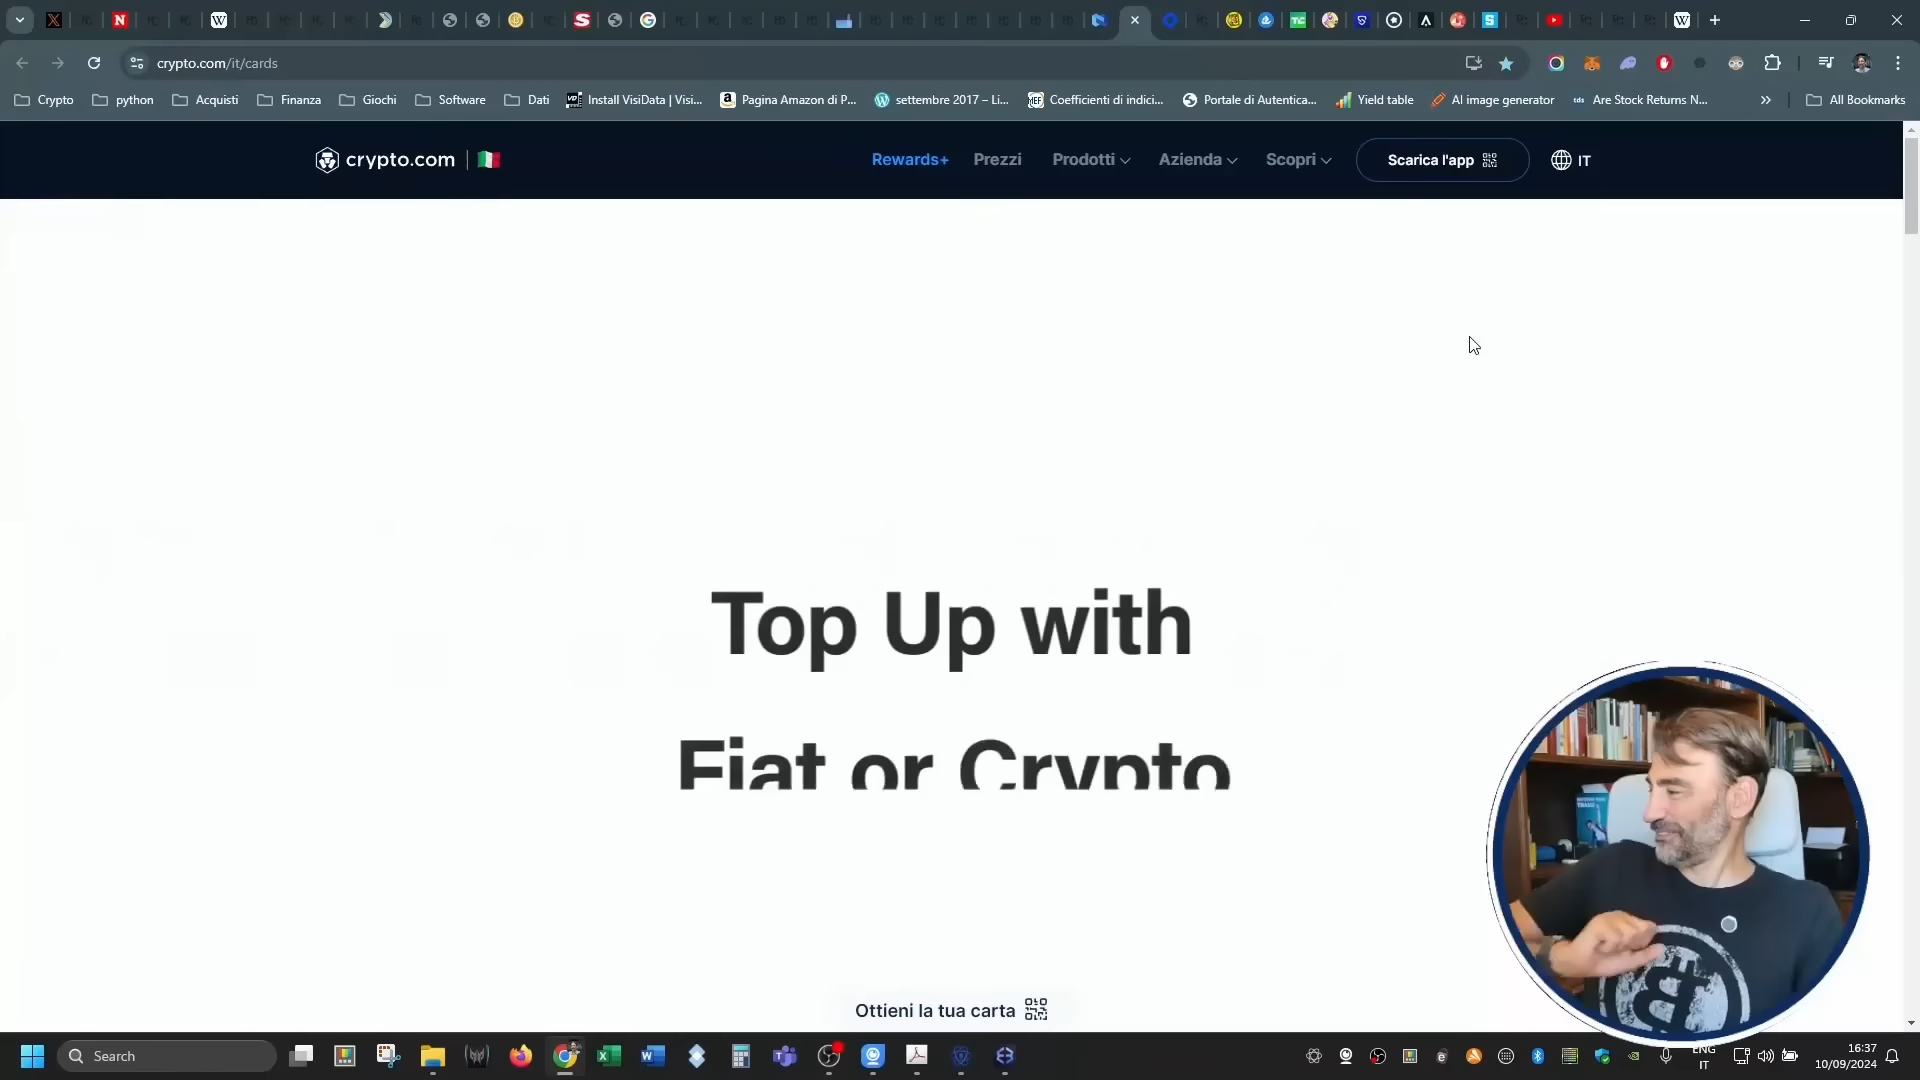 crypto.com/it/cards
Crypto
python
Acquisti
Finanza
Giochi
Software
Dati
Install VisiData | Visi...
Pagina Amazon di P...
settembre 2017 – Li...
Coefficienti di indici...
Portale di Autentica...
Yield table
AI image generator
Are Stock Returns N...
All Bookmarks
crypto.com
Rewards+
Prezzi
Prodotti
Azienda
Scopri
Scarica l'app
IT
Top Up with
Fiat or Crypto
Ottieni la tua carta
Search
ENG
IT
16:37
10/09/2024